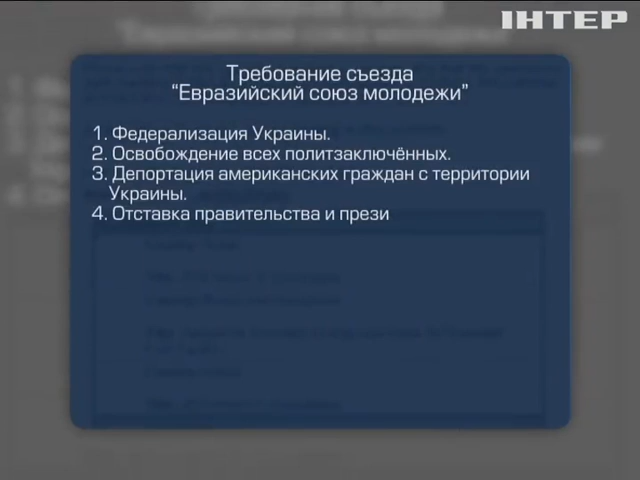 ІНТЕР
Требование съезда
“Евразийский союз молодежи”
1. Федерализация Украины.
2. Освобождение всех политзаключённых.
3. Депортация американских граждан с территории
Украины.
4. Отставка правительства и прези